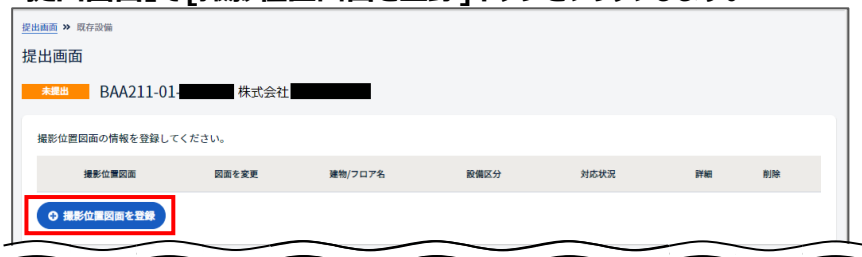 提出画面 » 既存設備
提出画面
未提出 BAA211-01- 株式会社
撮影位置図面の情報を登録してください。
撮影位置図面 図面を変更 建物/フロア名 設備区分 対応状況 詳細 削除
撮影位置図面を登録